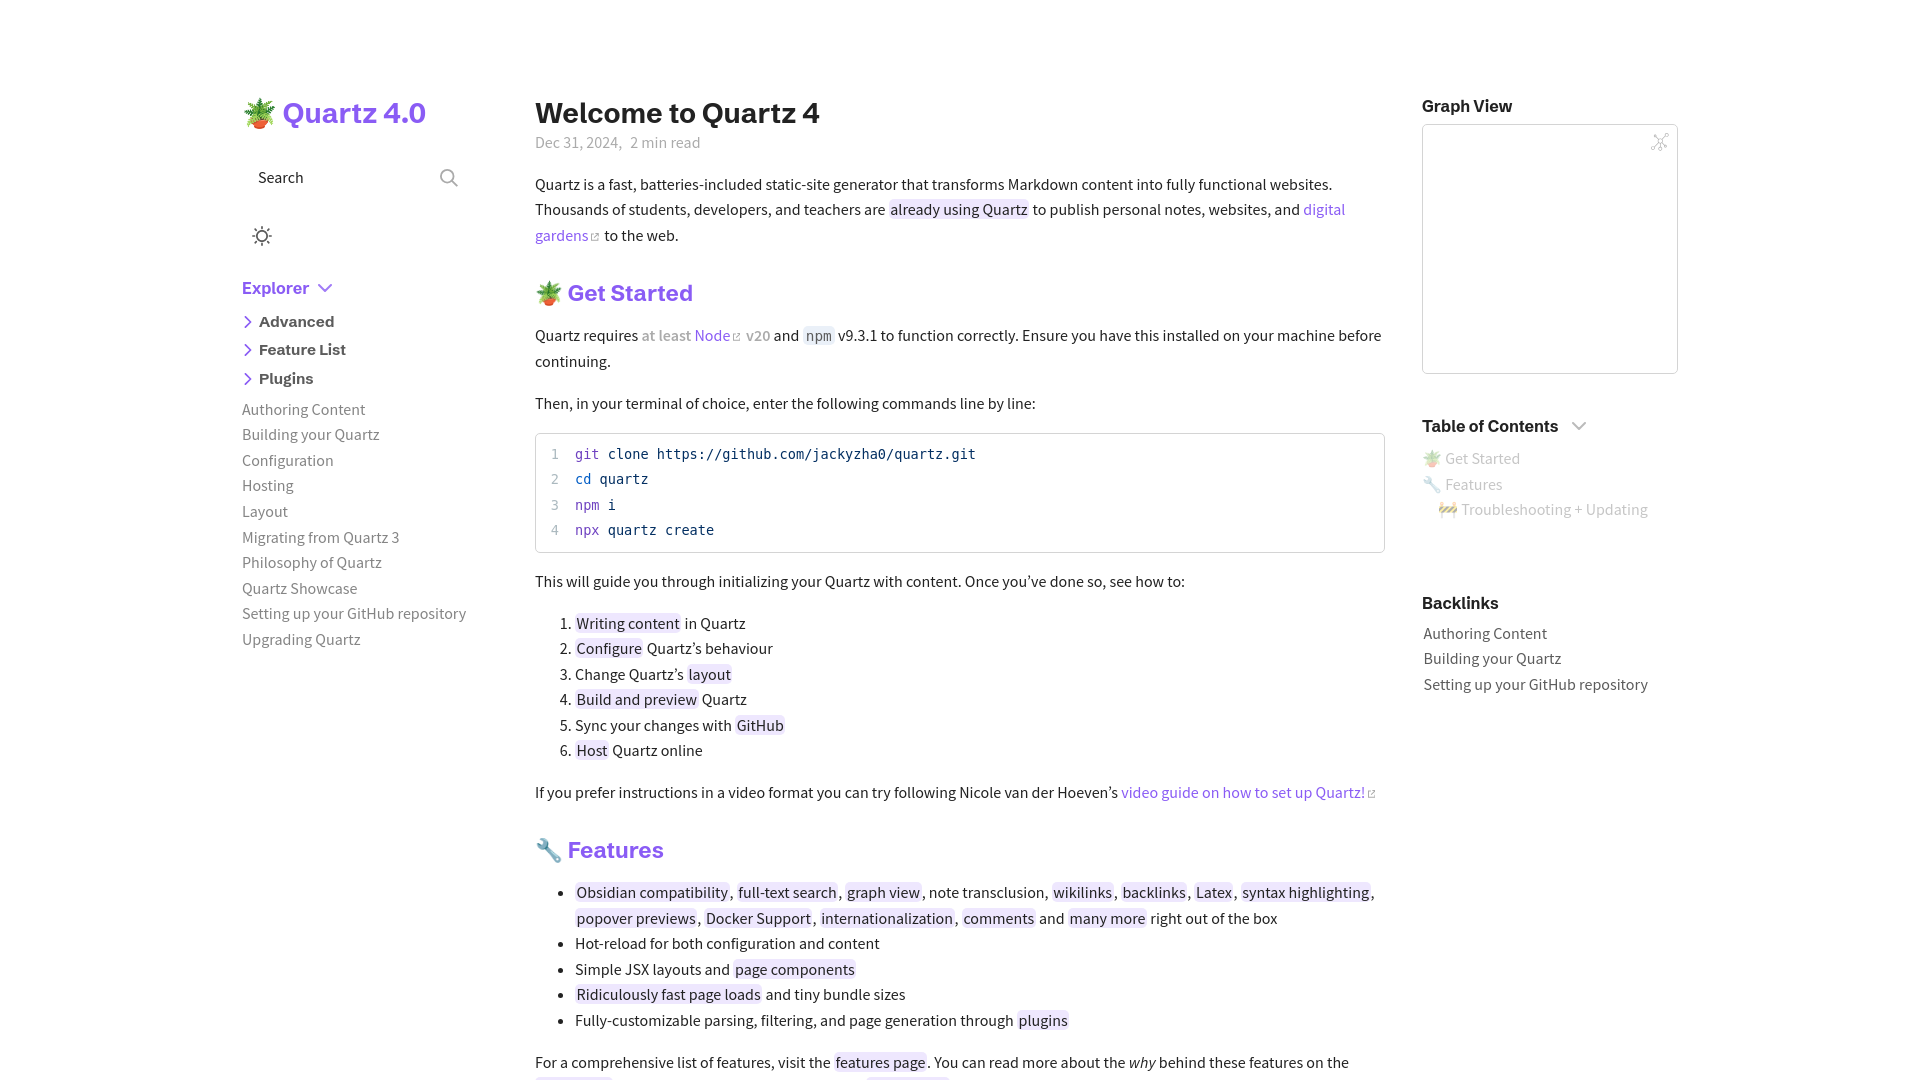 🪴 Quartz 4.0
Search
Explorer
Advanced
Feature List
Plugins
Authoring Content
Building your Quartz
Configuration
Hosting
Layout
Migrating from Quartz 3
Philosophy of Quartz
Quartz Showcase
Setting up your GitHub repository
Upgrading Quartz
Welcome to Quartz 4
Dec 31, 2024, 2 min read
Quartz is a fast, batteries-included static-site generator that transforms Markdown content into fully functional websites.
Thousands of students, developers, and teachers are already using Quartz to publish personal notes, websites, and digital
gardens to the web.
🪴 Get Started
Quartz requires at least Node v20 and npm v9.3.1 to function correctly. Ensure you have this installed on your machine before
continuing.
Then, in your terminal of choice, enter the following commands line by line:
1 git clone https://github.com/jackyzha0/quartz.git
2 cd quartz
3 npm i
4 npx quartz create
This will guide you through initializing your Quartz with content. Once you’ve done so, see how to:
1. Writing content in Quartz
2. Configure Quartz’s behaviour
3. Change Quartz’s layout
4. Build and preview Quartz
5. Sync your changes with GitHub
6. Host Quartz online
If you prefer instructions in a video format you can try following Nicole van der Hoeven’s video guide on how to set up Quartz!
🔧 Features
• Obsidian compatibility, full-text search, graph view, note transclusion, wikilinks, backlinks, Latex, syntax highlighting,
popover previews, Docker Support, internationalization, comments and many more right out of the box
• Hot-reload for both configuration and content
• Simple JSX layouts and page components
• Ridiculously fast page loads and tiny bundle sizes
• Fully-customizable parsing, filtering, and page generation through plugins
For a comprehensive list of features, visit the features page. You can read more about the why behind these features on the
Graph View
Table of Contents
🪴 Get Started
🔧 Features
🚧 Troubleshooting + Updating
Backlinks
Authoring Content
Building your Quartz
Setting up your GitHub repository